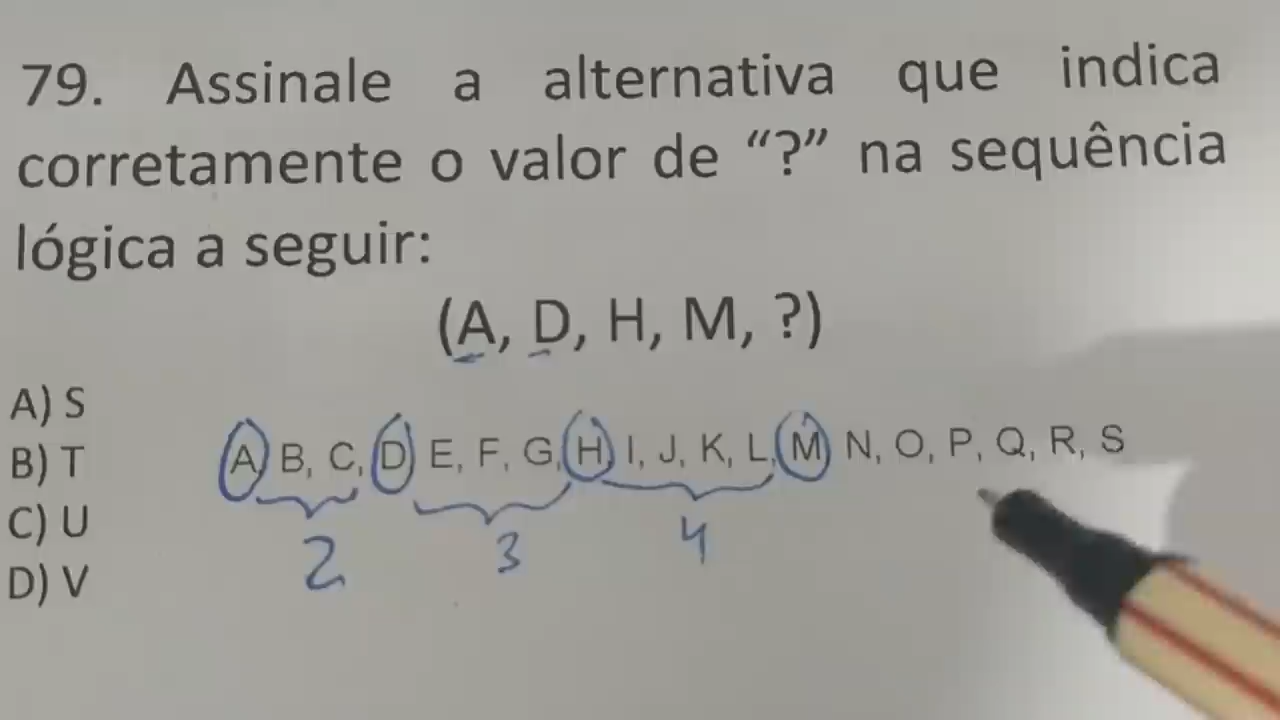 79. Assinale a alternativa que indica
corretamente o valor de “?” na sequência
lógica a seguir:
(A, D, H, M, ?)
A) S
B) T
C) U
D) V
A, B, C, D, E, F, G, H, I, J, K, L, M, N, O, P, Q, R, S
2 3 4